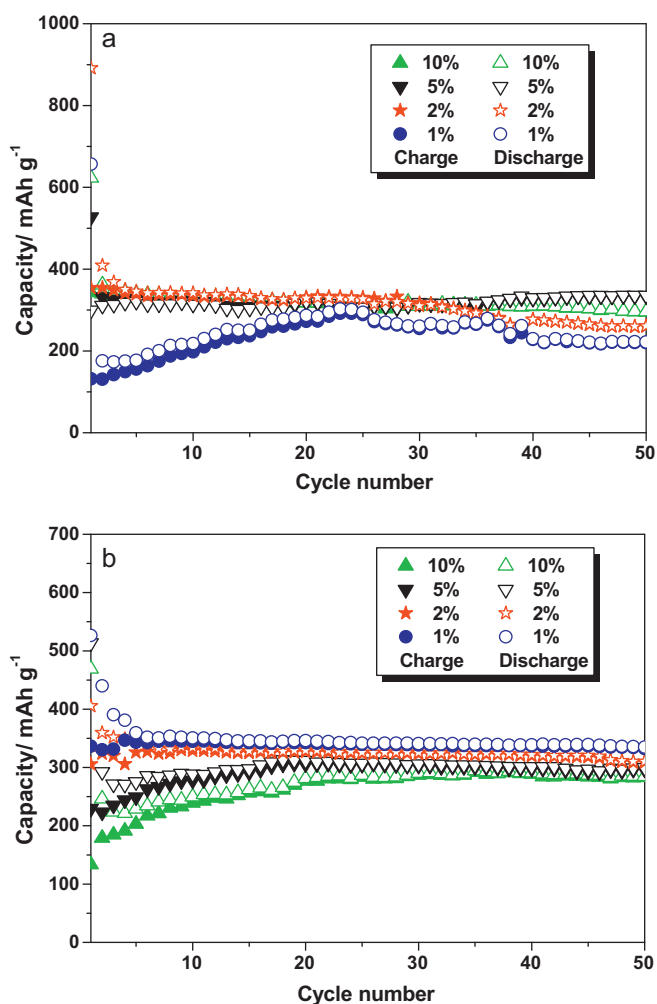 a
1000
800
600
400
200
0
10 20 30 40 50
Capacity/ mAh g-1
Cycle number
10% 10%
5% 5%
2% 2%
1% 1%
Charge Discharge
b
700
600
500
400
300
200
100
0
10 20 30 40 50
Capacity/ mAh g-1
Cycle number
10% 10%
5% 5%
2% 2%
1% 1%
Charge Discharge